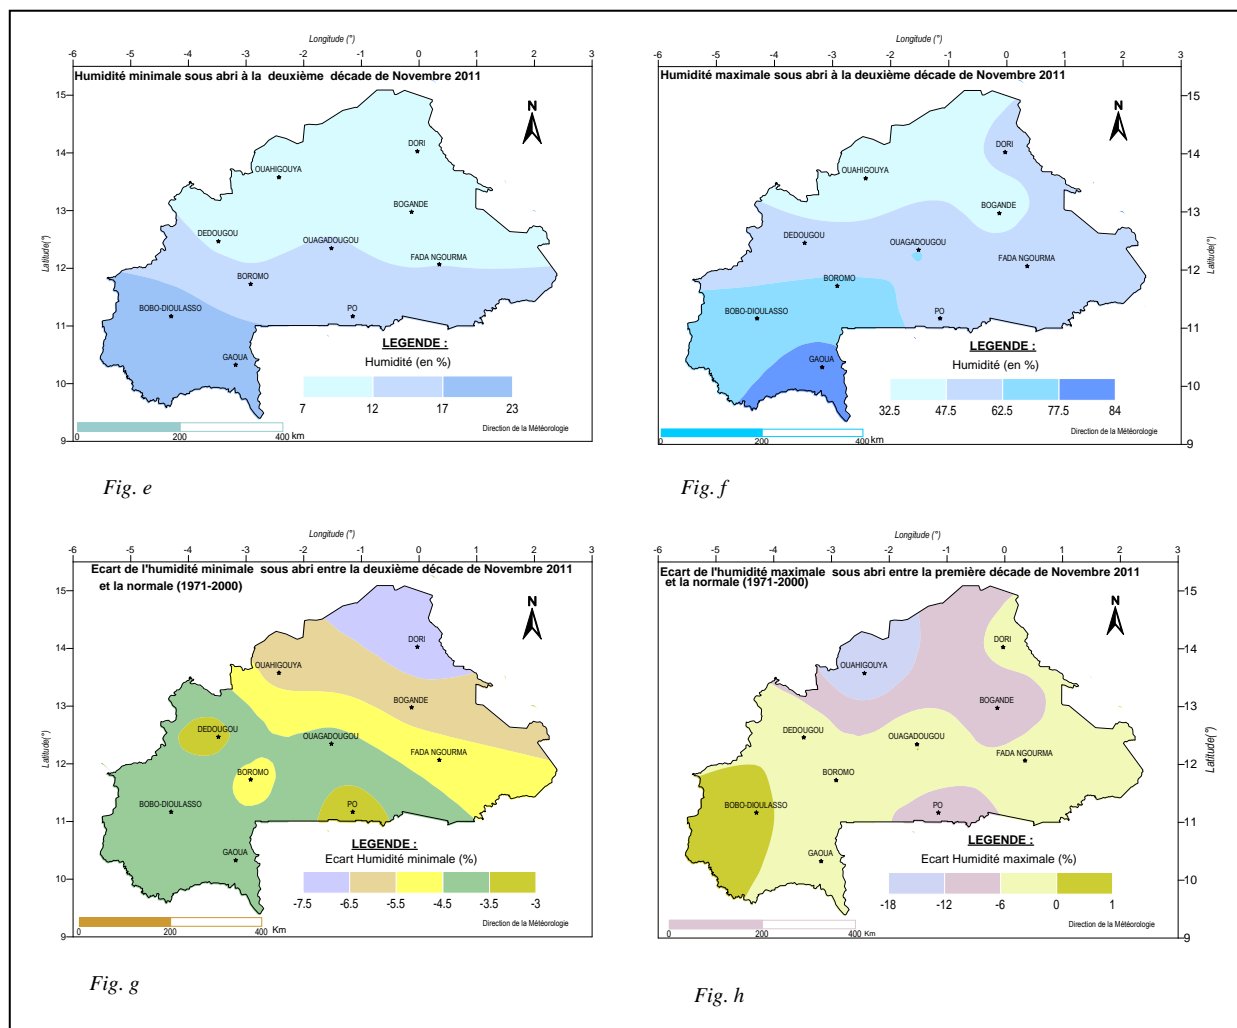 Longitude (°)
-6 -5 -4 -3 -2 -1 0 1 2 3
Humidité minimale sous abri à la deuxième décade de Novembre 2011
15
14
13
12
11
10
9
Latitude(°)
N
DORI
OUAHIGOUYA
BOGANDE
DEDOUGOU
OUAGADOUGOU
FADA NGOURMA
BOROMO
BOBO-DIOULASSO
PO
GAOUA
LEGENDE :
Humidité (en %)
7 12 17 23
Direction de la Météorologie
0 200 400 km
Fig. e
Longitude (°)
-6 -5 -4 -3 -2 -1 0 1 2 3
Humidité maximale sous abri à la deuxième décade de Novembre 2011
15
14
13
12
11
10
9
Latitude(°)
N
DORI
OUAHIGOUYA
BOGANDE
DEDOUGOU
OUAGADOUGOU
FADA NGOURMA
BOROMO
BOBO-DIOULASSO
PO
GAOUA
LEGENDE :
Humidité (en %)
32.5 47.5 62.5 77.5 84
Direction de la Météorologie
0 200 400 km
Fig. f
Longitude (°)
-6 -5 -4 -3 -2 -1 0 1 2 3
Ecart de l'humidité minimale sous abri entre la deuxième décade de Novembre 2011
et la normale (1971-2000)
15
14
13
12
11
10
9
Latitude(°)
N
DORI
OUAHIGOUYA
BOGANDE
DEDOUGOU
OUAGADOUGOU
FADA NGOURMA
BOROMO
BOBO-DIOULASSO
PO
GAOUA
LEGENDE :
Ecart Humidité minimale (%)
-7.5 -6.5 -5.5 -4.5 -3.5 -3
Direction de la Météorologie
0 200 400 Km
Fig. g
Longitude (°)
-6 -5 -4 -3 -2 -1 0 1 2 3
Ecart de l'humidité maximale sous abri entre la première décade de Novembre 2011
et la normale (1971-2000)
15
14
13
12
11
10
9
Latitude(°)
N
DORI
OUAHIGOUYA
BOGANDE
DEDOUGOU
OUAGADOUGOU
FADA NGOURMA
BOROMO
BOBO-DIOULASSO
PO
GAOUA
LEGENDE :
Ecart Humidité maximale (%)
-18 -12 -6 0 1
Direction de la Météorologie
0 200 400 Km
Fig. h